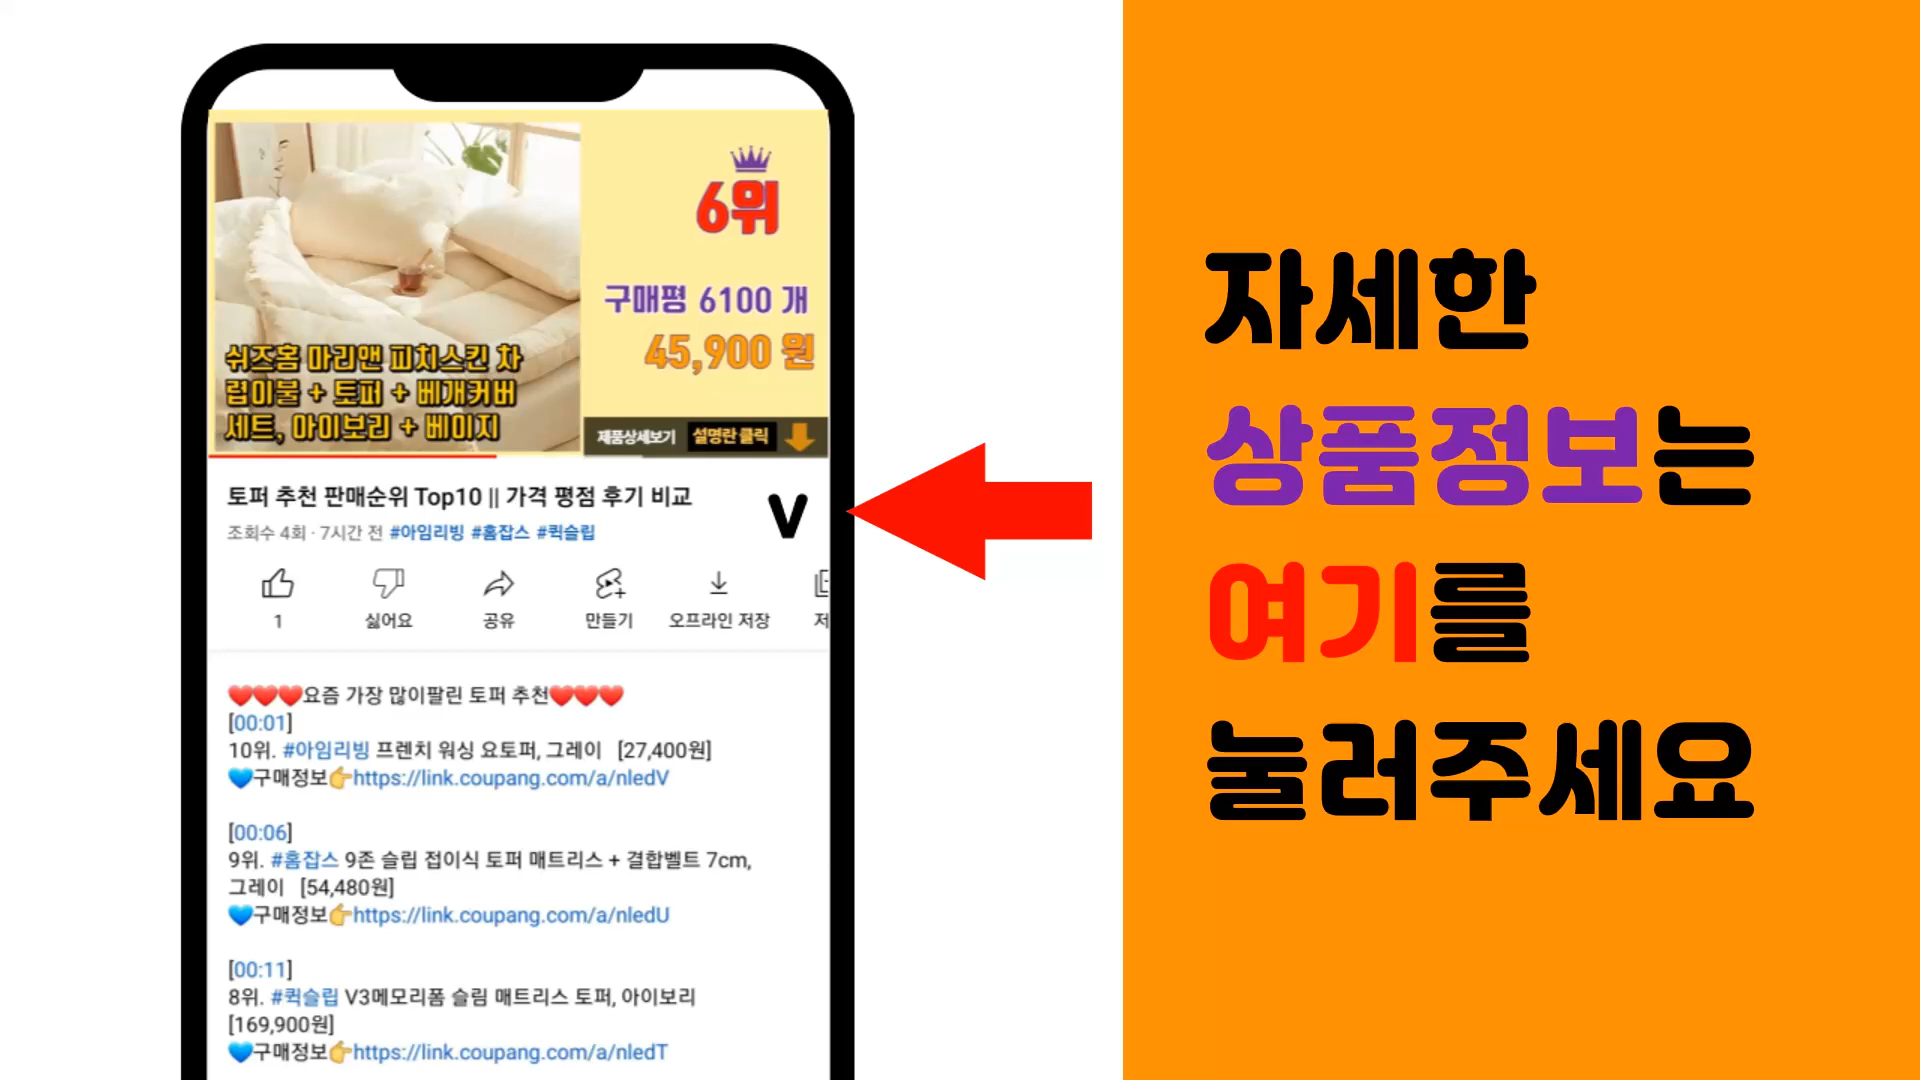 6위
구매평 6100 개
45,900 원
쉬즈홈 마리앤 피치스킨 차
렵이불 + 토퍼 + 베개커버
세트, 아이보리 + 베이지
제품상세보기 설명란 클릭
토퍼 추천 판매순위 Top10 || 가격 평점 후기 비교
V
조회수 4회 · 7시간 전 #아임리빙 #홈잡스 #퀵슬립
1 싫어요 공유 만들기 오프라인 저장 저
❤️❤️❤️요즘 가장 많이팔린 토퍼 추천❤️❤️❤️
[00:01]
10위. #아임리빙 프렌치 워싱 요토퍼, 그레이 [27,400원]
💙구매정보👉https://link.coupang.com/a/nledV
[00:06]
9위. #홈잡스 9존 슬립 접이식 토퍼 매트리스 + 결합벨트 7cm,
그레이 [54,480원]
💙구매정보👉https://link.coupang.com/a/nledU
[00:11]
8위. #퀵슬립 V3메모리폼 슬림 매트리스 토퍼, 아이보리
[169,900원]
💙구매정보👉https://link.coupang.com/a/nledT
자세한
상품정보는
여기를
눌러주세요